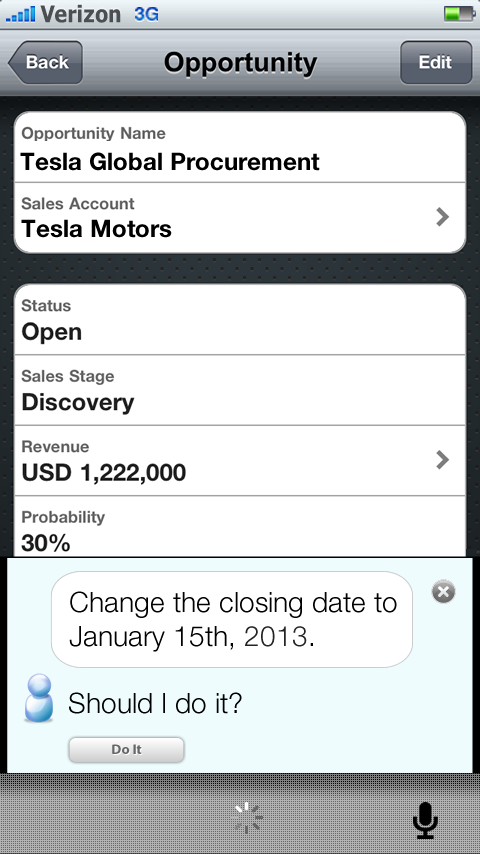 Verizon 3G
Back
Opportunity
Edit
Opportunity Name
Tesla Global Procurement
Sales Account
Tesla Motors
Status
Open
Sales Stage
Discovery
Revenue
USD 1,222,000
Probability
30%
Change the closing date to
January 15th, 2013.
Should I do it?
Do It